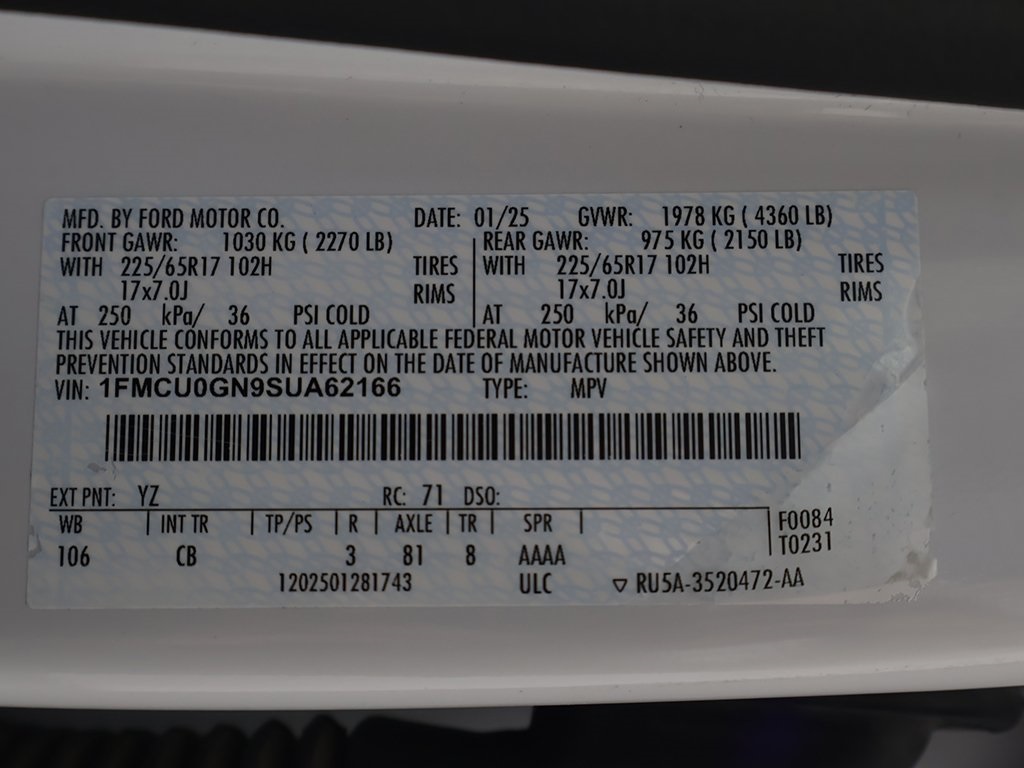 MFD. BY FORD MOTOR CO. DATE: 01/25 GVWR: 1978 KG ( 4360 LB)
FRONT GAWR: 1030 KG ( 2270 LB) REAR GAWR: 975 KG ( 2150 LB)
WITH 225/65R17 102H TIRES WITH 225/65R17 102H TIRES
17x7.0J RIMS 17x7.0J RIMS
AT 250 kPa/ 36 PSI COLD AT 250 kPa/ 36 PSI COLD
THIS VEHICLE CONFORMS TO ALL APPLICABLE FEDERAL MOTOR VEHICLE SAFETY AND THEFT
PREVENTION STANDARDS IN EFFECT ON THE DATE OF MANUFACTURE SHOWN ABOVE.
VIN: 1FMCU0GN9SUA62166 TYPE: MPV
EXT PNT: YZ RC: 71 DSO:
WB INT TR TP/PS R AXLE TR SPR F0084
106 CB 3 81 8 AAAA T0231
1202501281743 ULC ▽ RU5A-3520472-AA